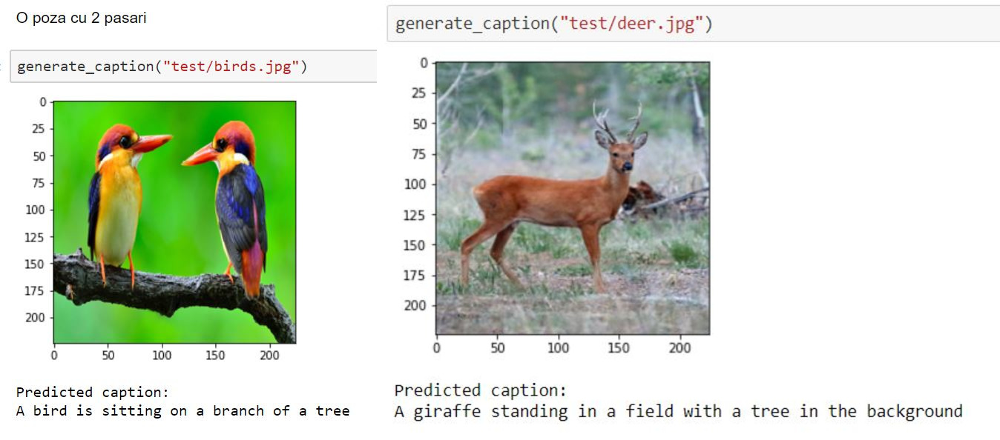 O poza cu 2 pasari
generate_caption("test/birds.jpg")
0
25
50
75
100
125
150
175
200
0 50 100 150 200
Predicted caption:
A bird is sitting on a branch of a tree
generate_caption("test/deer.jpg")
0
25
50
75
100
125
150
175
200
0 50 100 150 200
Predicted caption:
A giraffe standing in a field with a tree in the background